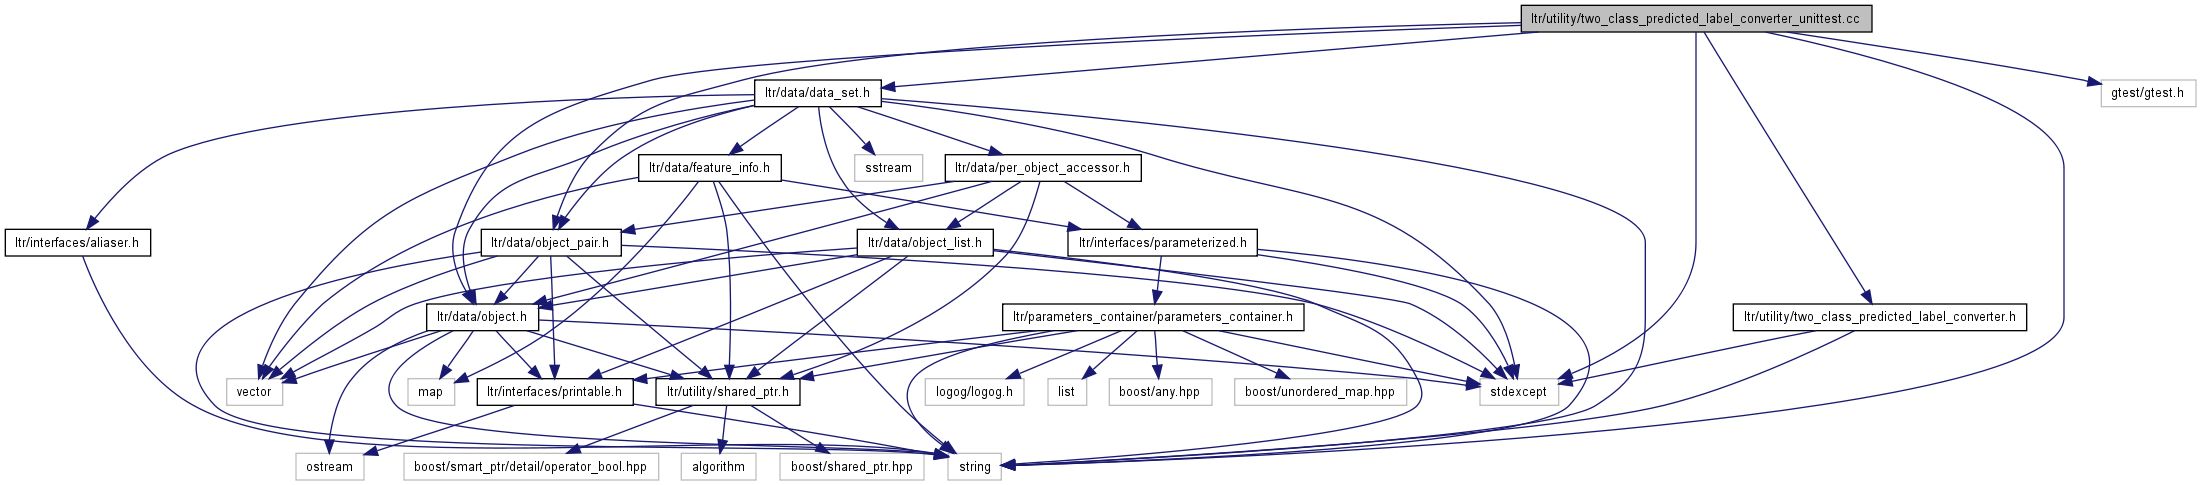 ltr/utility/two_class_predicted_label_converter_unittest.cc
ltr/data/data_set.h
gtest/gtest.h
ltr/data/feature_info.h
sstream
ltr/data/per_object_accessor.h
ltr/interfaces/aliaser.h
ltr/data/object_pair.h
ltr/data/object_list.h
ltr/interfaces/parameterized.h
ltr/data/object.h
ltr/parameters_container/parameters_container.h
ltr/utility/two_class_predicted_label_converter.h
vector
map
ltr/interfaces/printable.h
ltr/utility/shared_ptr.h
logog/logog.h
list
boost/any.hpp
boost/unordered_map.hpp
stdexcept
ostream
boost/smart_ptr/detail/operator_bool.hpp
algorithm
boost/shared_ptr.hpp
string